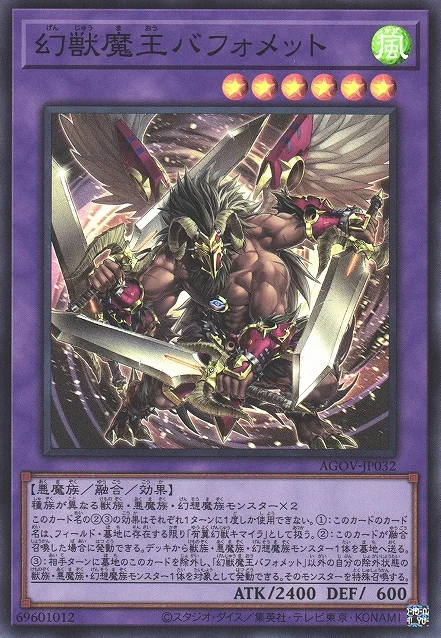 幻獣魔王バフォメット
風
AGOV-JP032
【悪魔族／融合／効果】
種族が異なる獣族・悪魔族・幻想魔族モンスター×2
このカード名の②③の効果はそれぞれ1ターンに1度しか使用できない。①：このカードのカード
名は、フィールド・墓地に存在する限り「有翼幻獣キマイラ」として扱う。②：このカードが融合
召喚した場合に発動できる。デッキから獣族・悪魔族・幻想魔族モンスター1体を墓地へ送る。
③：相手ターンに墓地のこのカードを除外し、「幻獣魔王バフォメット」以外の自分の除外状態の
獣族・悪魔族・幻想魔族モンスター1体を対象として発動できる。そのモンスターを特殊召喚する。
ATK/2400 DEF/ 600
69601012
©スタジオ・ダイス／集英社・テレビ東京・KONAMI